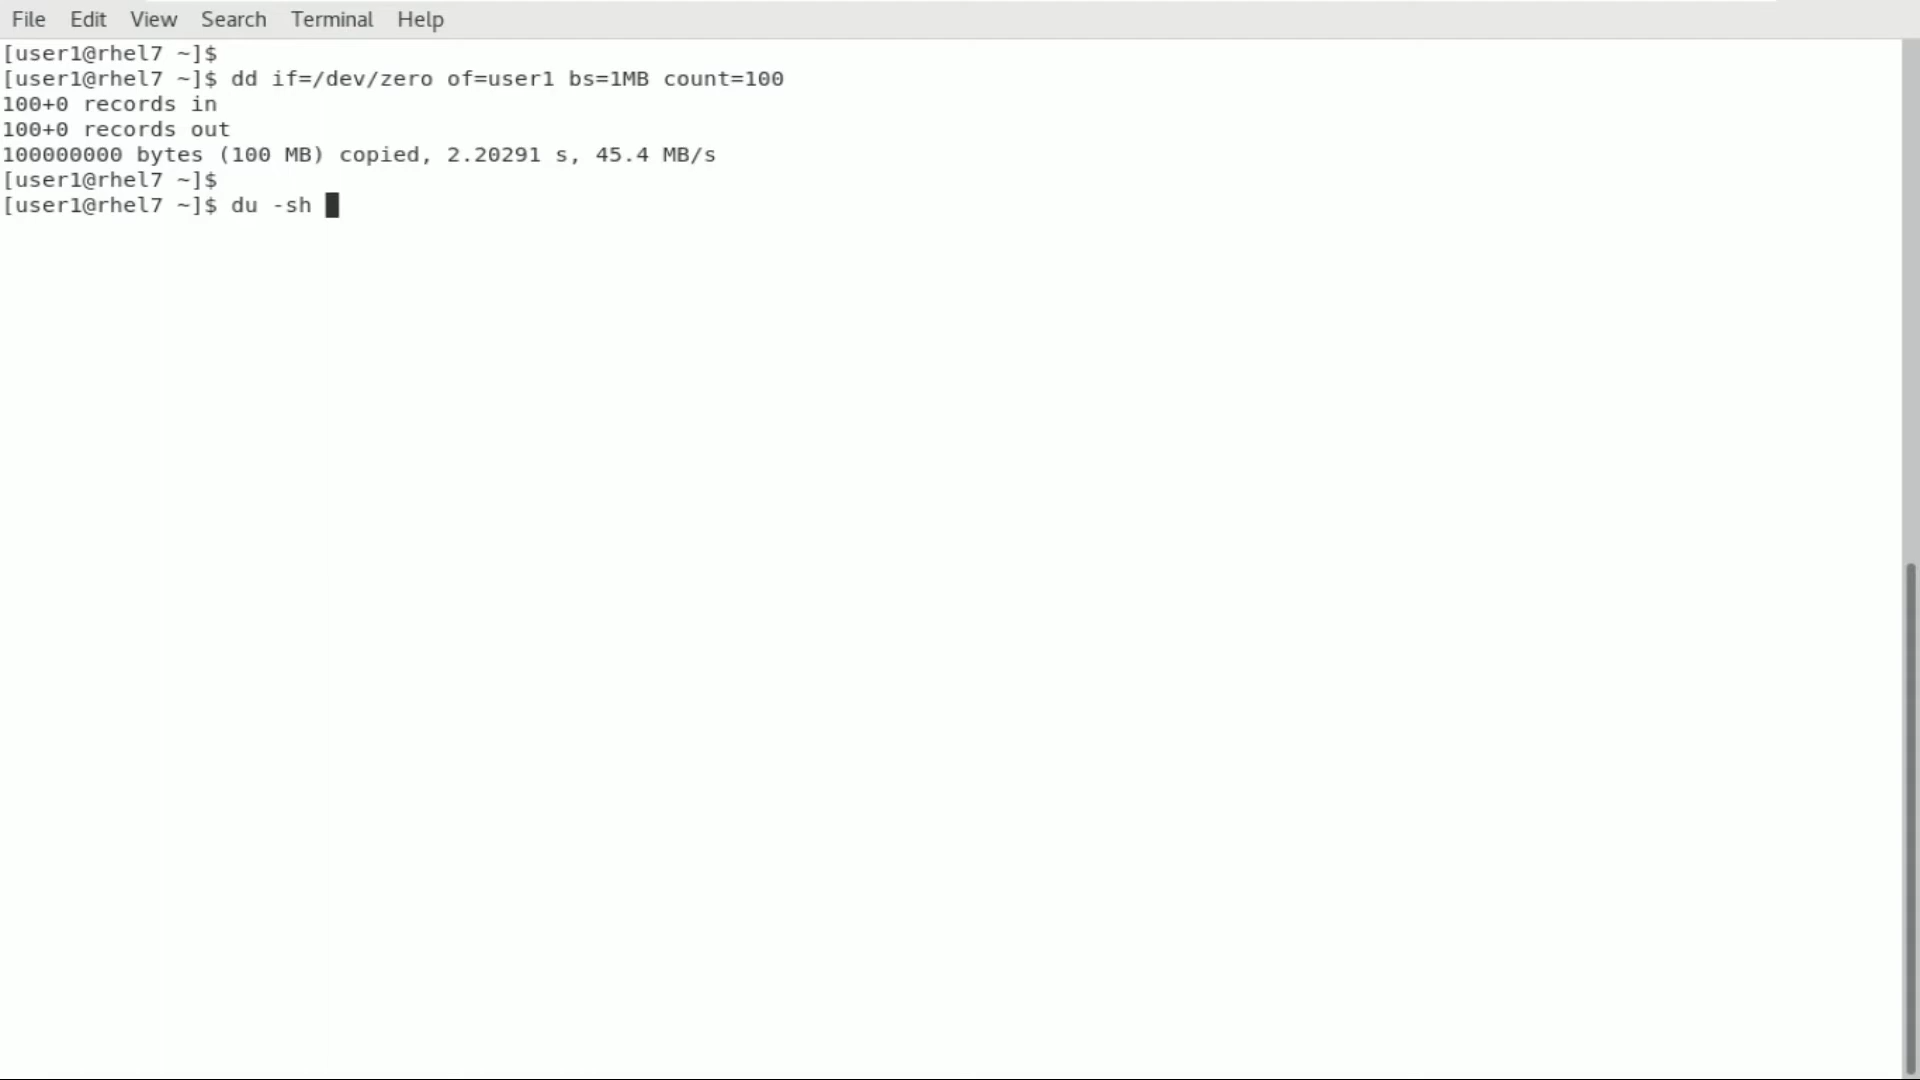 File Edit View Search Terminal Help
[user1@rhel7 ~]$
[user1@rhel7 ~]$ dd if=/dev/zero of=user1 bs=1MB count=100
100+0 records in
100+0 records out
100000000 bytes (100 MB) copied, 2.20291 s, 45.4 MB/s
[user1@rhel7 ~]$
[user1@rhel7 ~]$ du -sh